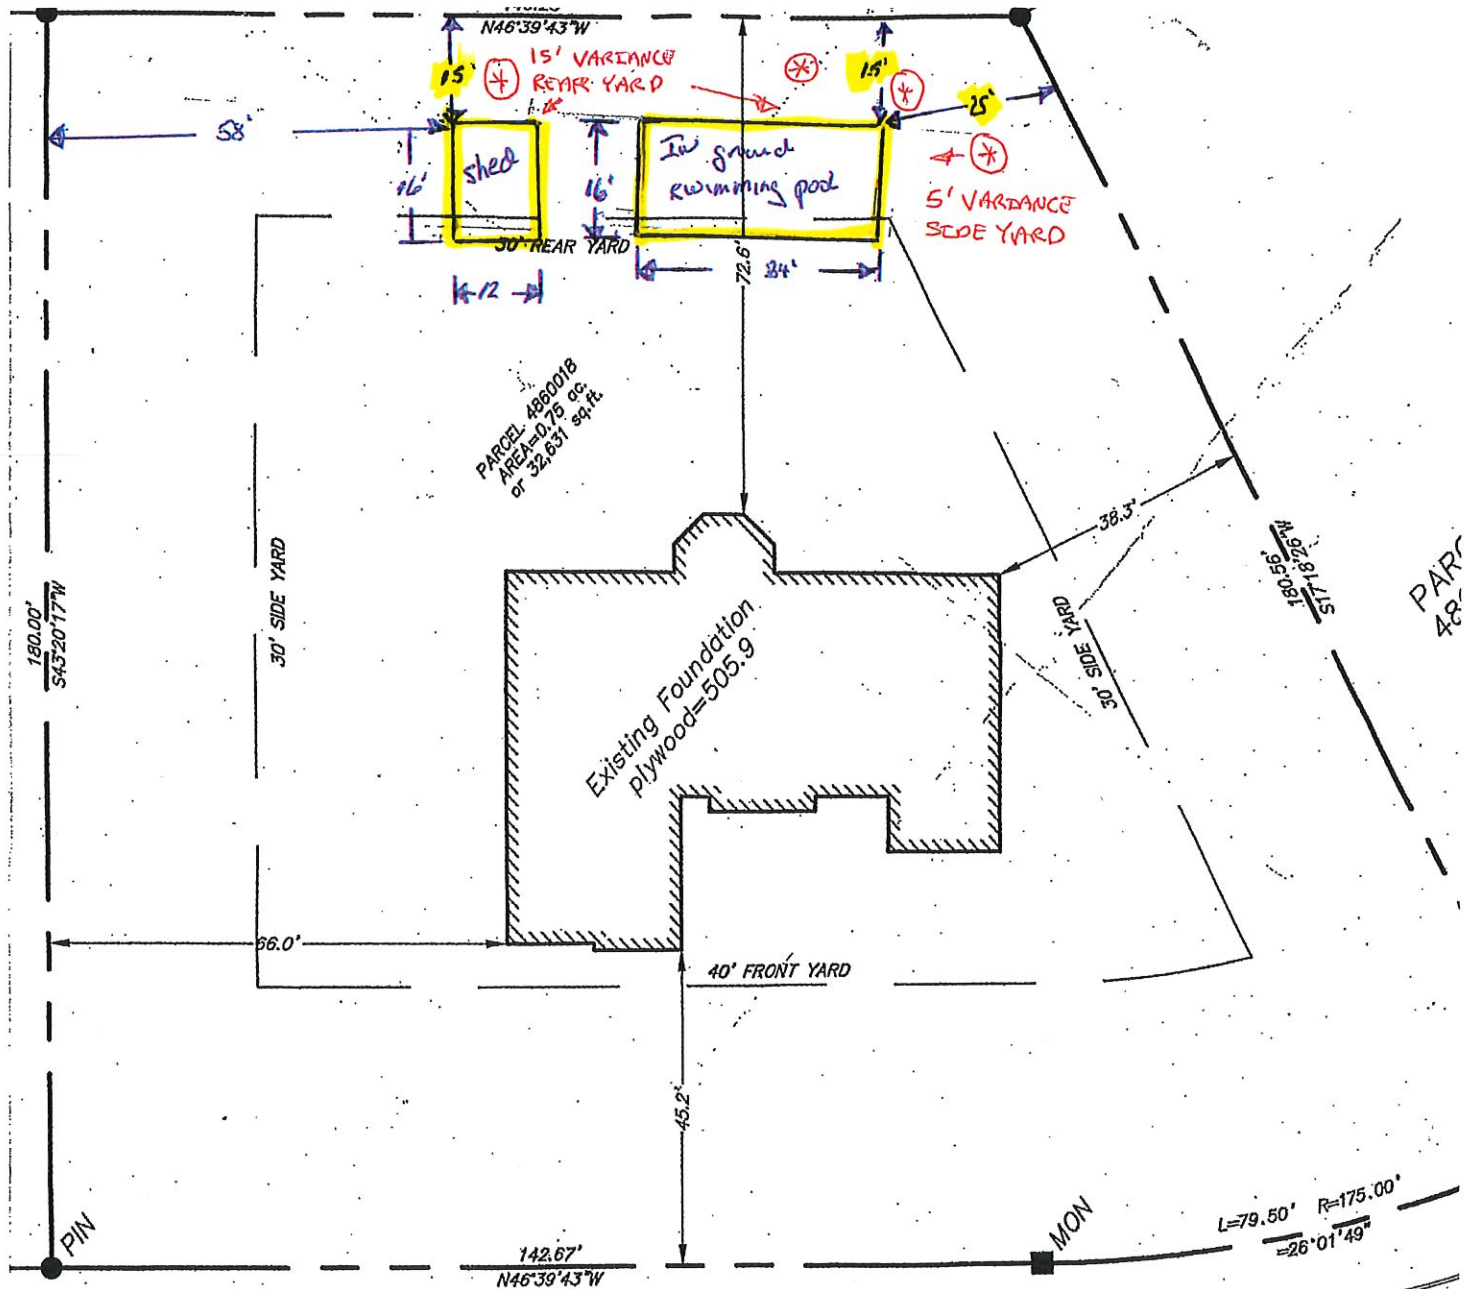 N46°39'43"W
15'
15' VARIANCE
REAR YARD
15'
25'
58'
shed
16'
16'
In ground
swimming pool
5' VARIANCE
SIDE YARD
30' REAR YARD
12
34'
72.6'
PARCEL 4860018
AREA=0.75 ac.
or 32,631 sq.ft.
38.3'
30' SIDE YARD
180.00'
S43°20'17"W
180.56'
S17°18'26"W
30' SIDE YARD
Existing Foundation
plywood=505.9
66.0'
40' FRONT YARD
45.2'
PIN
142.67'
N46°39'43"W
MON
L=79.50' R=175.00'
=26°01'49"